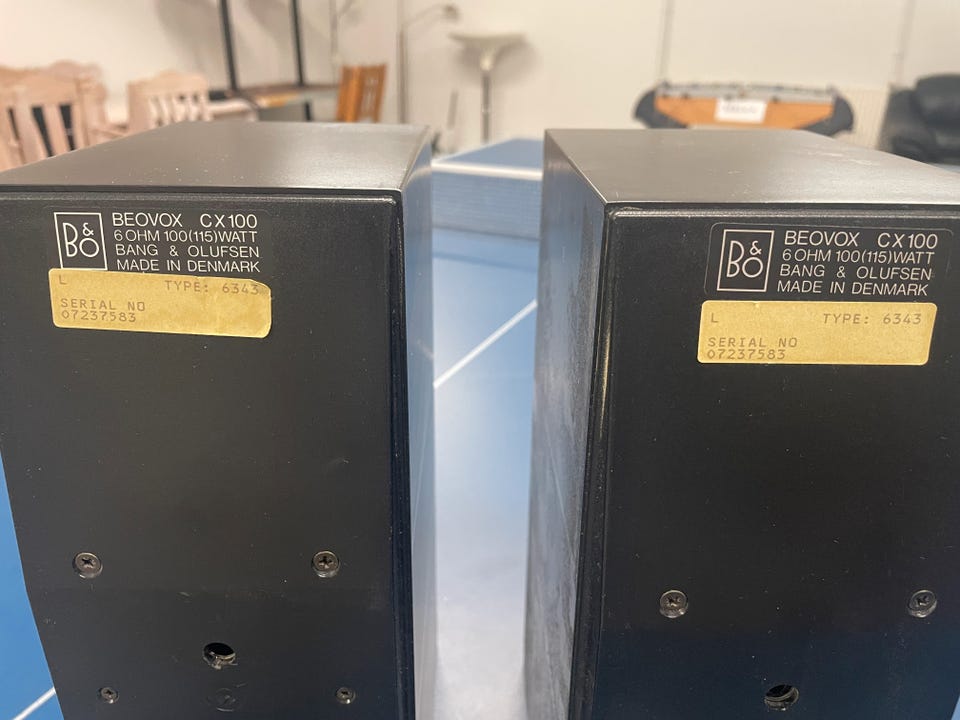 B&O
BEOVOX CX100
6 OHM 100(115)WATT
BANG & OLUFSEN
MADE IN DENMARK
L TYPE: 6343
SERIAL NO
07237583
B&O
BEOVOX CX100
6 OHM 100(115)WATT
BANG & OLUFSEN
MADE IN DENMARK
L TYPE: 6343
SERIAL NO
07237583